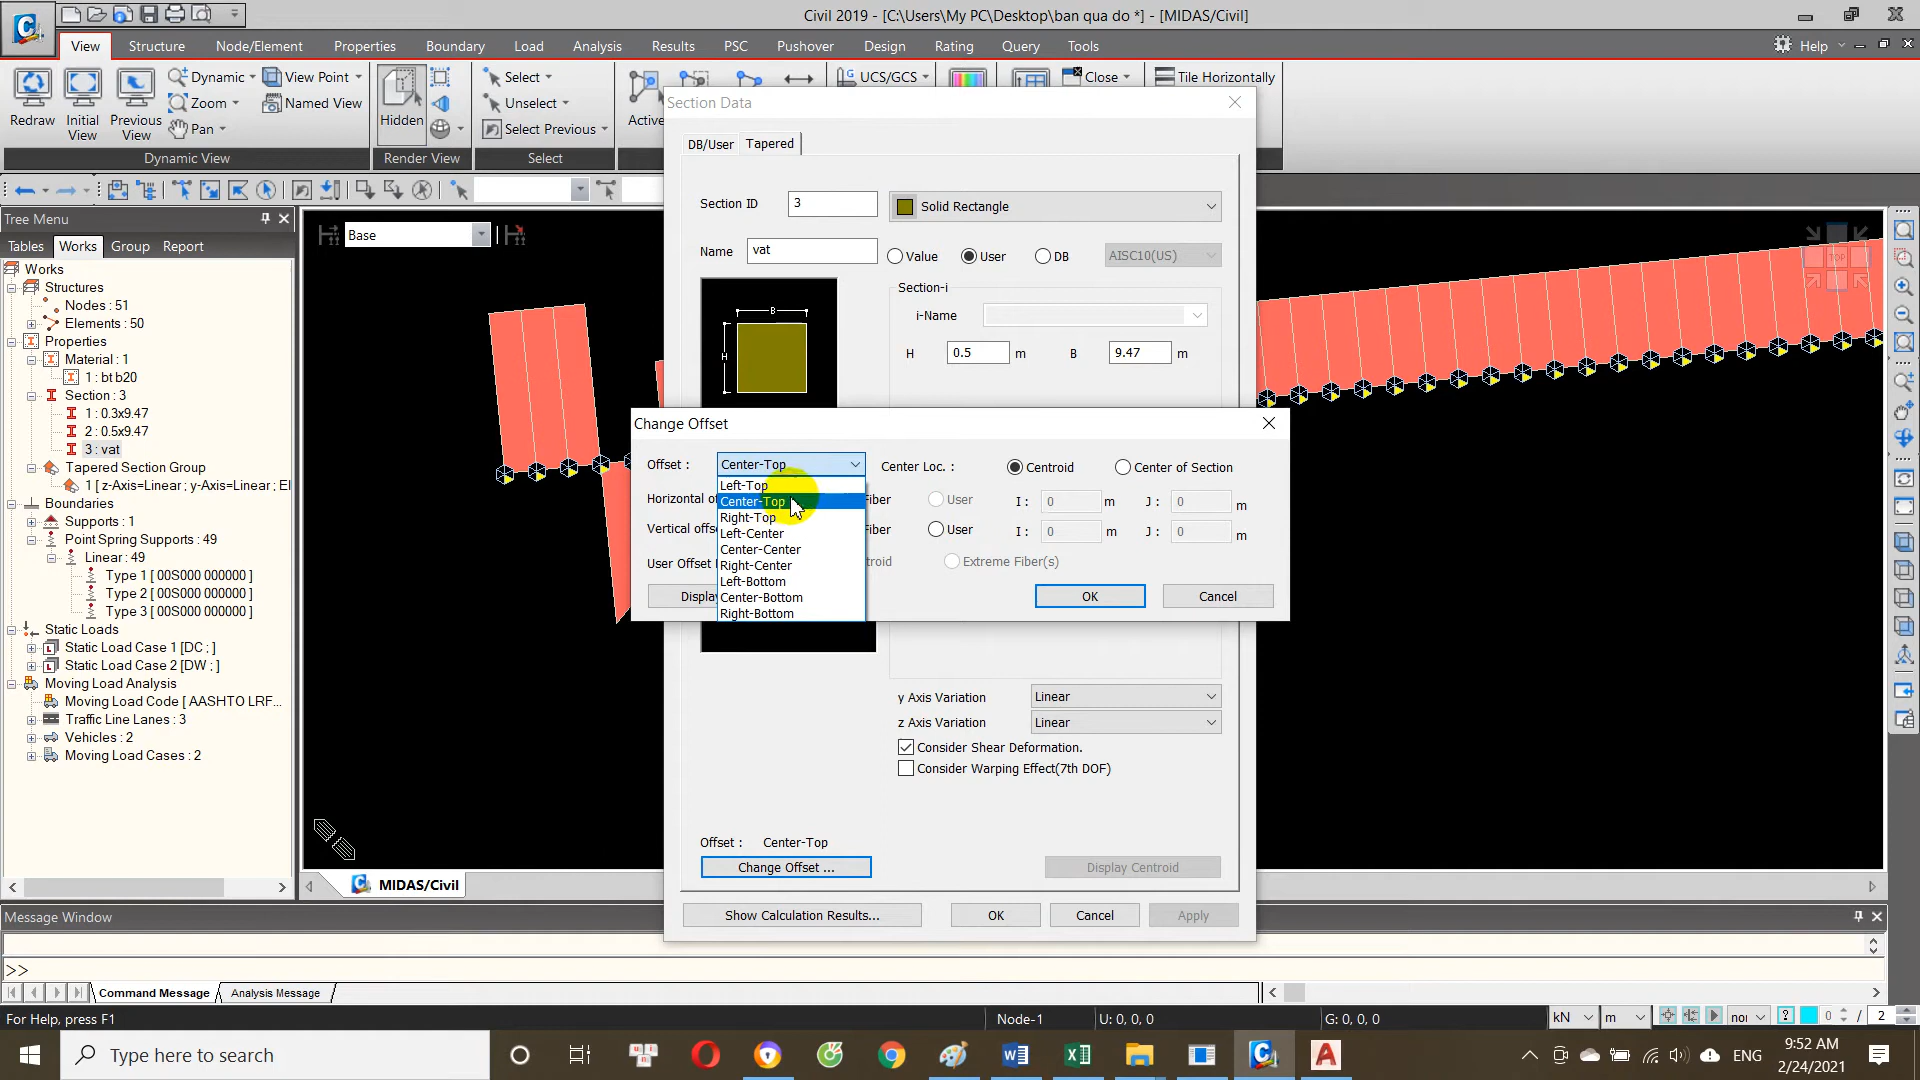 Civil 2019 - [C:\Users\My PC\Desktop\ban qua do *] - [MIDAS/Civil]
View Structure Node/Element Properties Boundary Load Analysis Results PSC Pushover Design Rating Query Tools Help
Redraw
Initial View
Previous View
Dynamic
Zoom
Pan
View Point
Named View
Dynamic View
Hidden
Render View
Select
Unselect
Select Previous
Select
Active
UCS/GCS
Close
Tile Horizontally
Tree Menu
Tables Works Group Report
Works
Structures
Nodes : 51
Elements : 50
Properties
Material : 1
1 : bt b20
Section : 3
1 : 0.3x9.47
2 : 0.5x9.47
3 : vat
Tapered Section Group
1 [ z-Axis=Linear ; y-Axis=Linear ; El
Boundaries
Supports : 1
Point Spring Supports : 49
Linear : 49
Type 1 [ 00S000 000000 ]
Type 2 [ 00S000 000000 ]
Type 3 [ 00S000 000000 ]
Static Loads
Static Load Case 1 [DC ; ]
Static Load Case 2 [DW ; ]
Moving Load Analysis
Moving Load Code [ AASHTO LRF...
Traffic Line Lanes : 3
Vehicles : 2
Moving Load Cases : 2
Base
TOP
MIDAS/Civil
Section Data
DB/User Tapered
Section ID 3 Solid Rectangle
Name vat Value User DB AISC10(US)
B
H
Section-i
i-Name
H 0.5 m B 9.47 m
Change Offset
Offset : Center-Top Center Loc. : Centroid Center of Section
Left-Top
Center-Top
Right-Top
Left-Center
Center-Center
Right-Center
Left-Bottom
Center-Bottom
Right-Bottom
Horizontal of Fiber User I : 0 m J : 0 m
Vertical offs Fiber User I : 0 m J : 0 m
User Offset troid Extreme Fiber(s)
Display OK Cancel
y Axis Variation Linear
z Axis Variation Linear
Consider Shear Deformation.
Consider Warping Effect(7th DOF)
Offset : Center-Top
Change Offset ... Display Centroid
Show Calculation Results... OK Cancel Apply
Message Window
>>
Command Message Analysis Message
For Help, press F1 Node-1 U: 0, 0, 0 G: 0, 0, 0 kN m nor ? 0 / 2
Type here to search
ENG
9:52 AM
2/24/2021